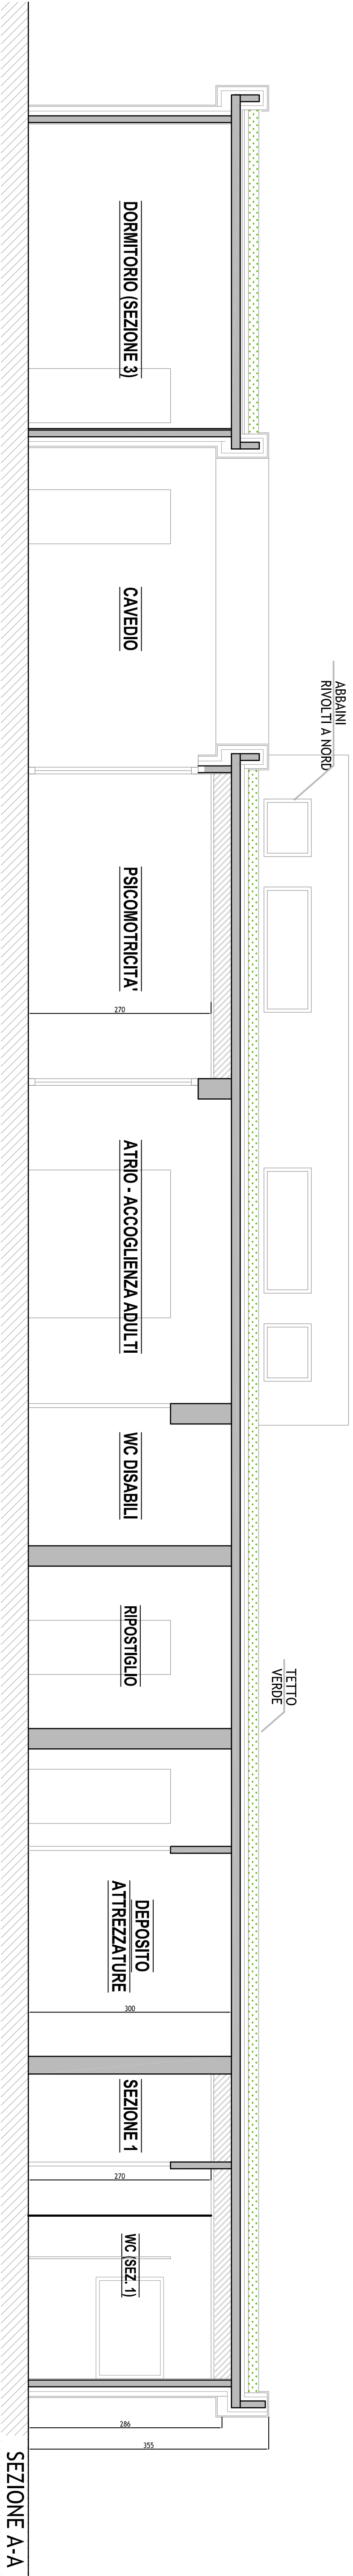 ABBAINI
RIVOLTI A NORD
TETTO
VERDE
DORMITORIO (SEZIONE 3)
CAVEDIO
PSICOMOTRICITA'
270
ATRIO - ACCOGLIENZA ADULTI
WC DISABILI
RIPOSTIGLIO
DEPOSITO
ATTREZZATURE
300
SEZIONE 1
270
WC (SEZ. 1)
286
355
SEZIONE A-A